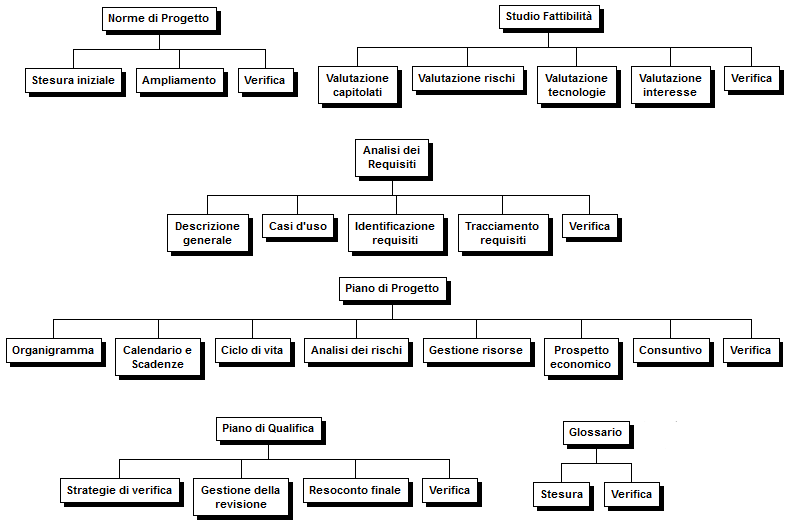 Norme di Progetto
Stesura iniziale
Ampliamento
Verifica
Studio Fattibilità
Valutazione
capitolati
Valutazione rischi
Valutazione
tecnologie
Valutazione
interesse
Verifica
Analisi dei
Requisiti
Descrizione
generale
Casi d'uso
Identificazione
requisiti
Tracciamento
requisiti
Verifica
Piano di Progetto
Organigramma
Calendario e
Scadenze
Ciclo di vita
Analisi dei rischi
Gestione risorse
Prospetto
economico
Consuntivo
Verifica
Piano di Qualifica
Strategie di verifica
Gestione della
revisione
Resoconto finale
Verifica
Glossario
Stesura
Verifica